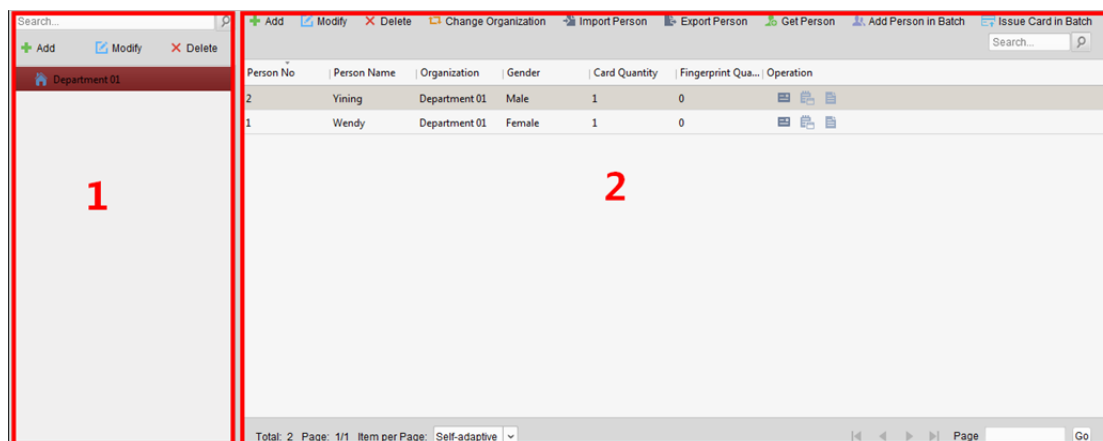 Search...
Add Modify Delete
Department 01
1
Add Modify Delete Change Organization Import Person Export Person Get Person Add Person in Batch Issue Card in Batch
Search...
Person No Person Name Organization Gender Card Quantity Fingerprint Qua... Operation
2 Yining Department 01 Male 1 0
1 Wendy Department 01 Female 1 0
2
Total: 2 Page: 1/1 Item per Page: Self-adaptive Page Go